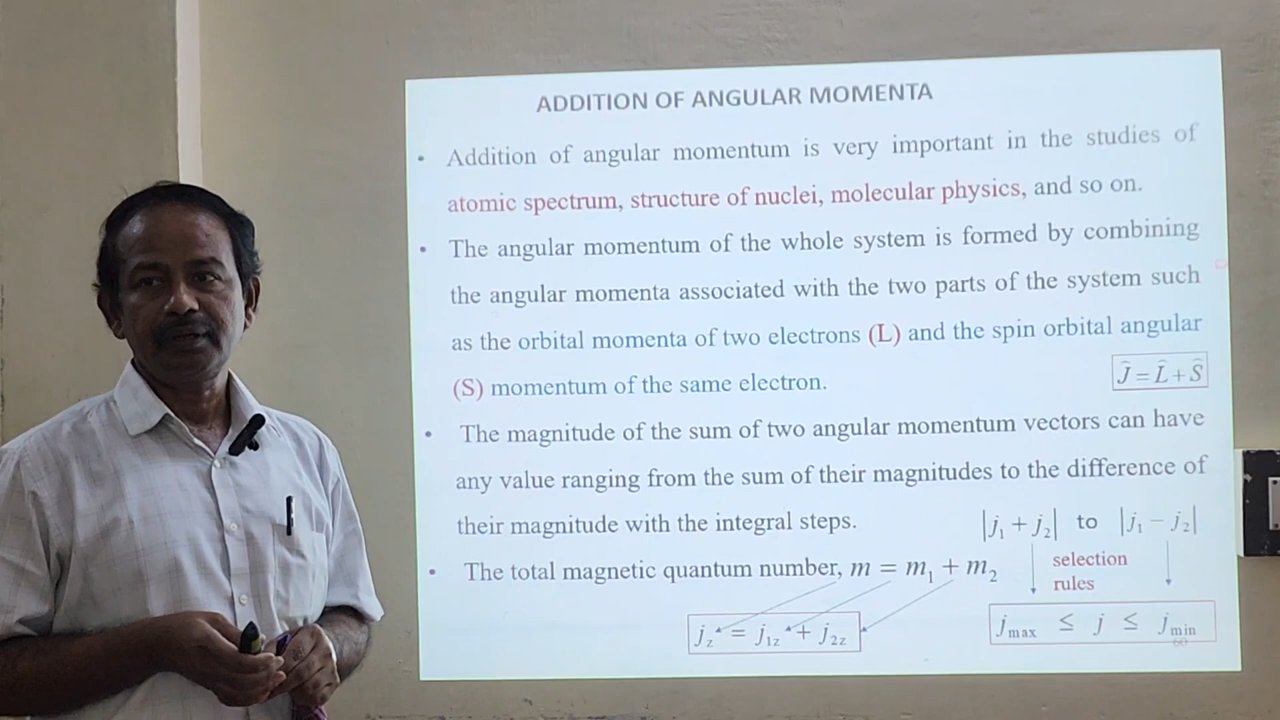 ADDITION OF ANGULAR MOMENTA
• Addition of angular momentum is very important in the studies of
atomic spectrum, structure of nuclei, molecular physics, and so on.
• The angular momentum of the whole system is formed by combining
the angular momenta associated with the two parts of the system such
as the orbital momenta of two electrons (L) and the spin orbital angular
(S) momentum of the same electron.
Ĵ = L̂ + Ŝ
• The magnitude of the sum of two angular momentum vectors can have
any value ranging from the sum of their magnitudes to the difference of
their magnitude with the integral steps.
|j₁ + j₂| to |j₁ − j₂|
• The total magnetic quantum number, m = m₁ + m₂
selection
rules
j_z = j_1z + j_2z
j_max ≤ j ≤ j_min
60